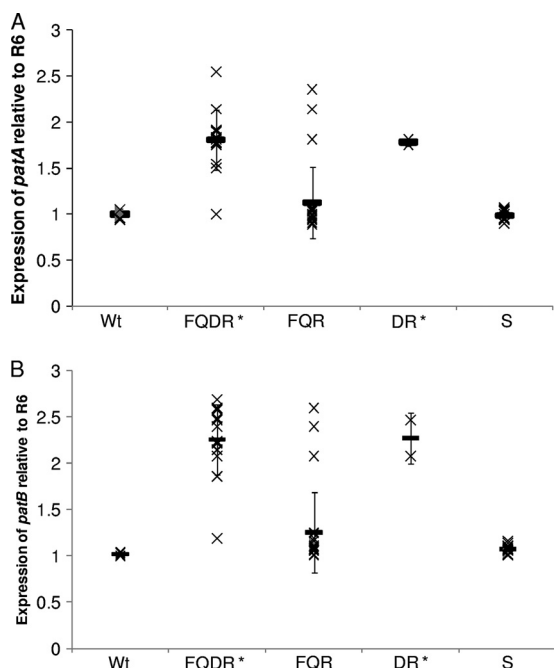 A
Expression of patA relative to R6
3
2.5
2
1.5
1
0.5
0
Wt
FQDR *
FQR
DR *
S
B
Expression of patB relative to R6
3
2.5
2
1.5
1
0.5
0
Wt
FQDR *
FQR
DR *
S